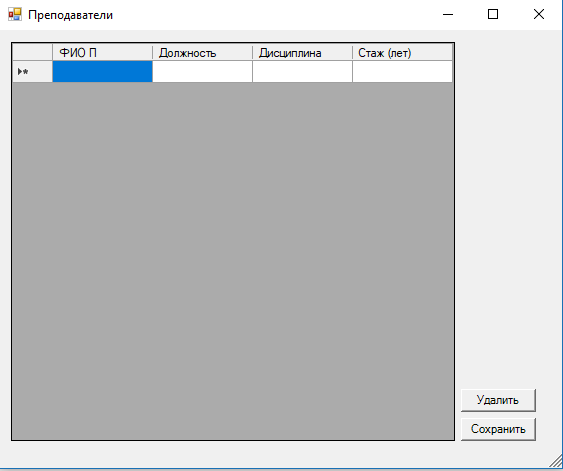 Преподаватели
ФИО П Должность Дисциплина Стаж (лет)
Удалить
Сохранить